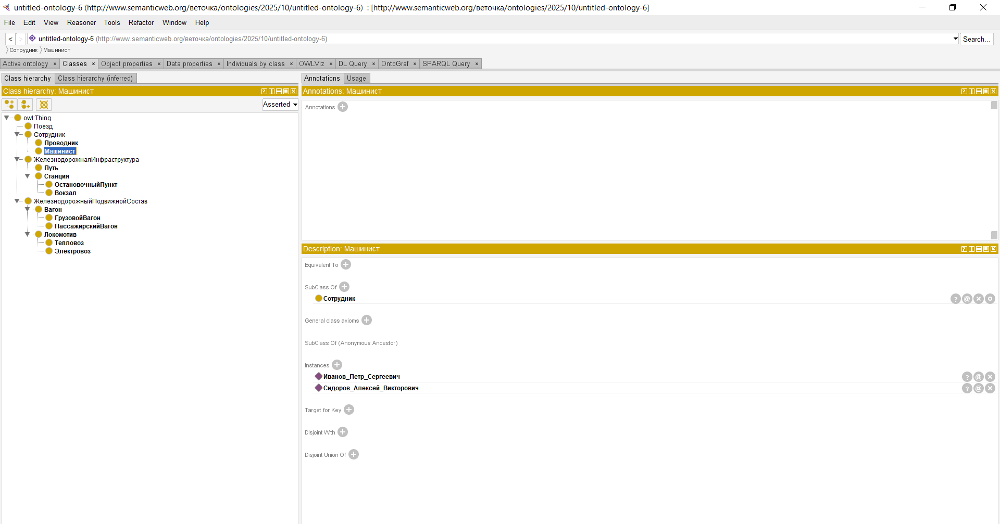 untitled-ontology-6 (http://www.semanticweb.org/веточка/ontologies/2025/10/untitled-ontology-6) : [http://www.semanticweb.org/веточка/ontologies/2025/10/untitled-ontology-6]
File Edit View Reasoner Tools Refactor Window Help
< > untitled-ontology-6 (http://www.semanticweb.org/веточка/ontologies/2025/10/untitled-ontology-6) Search...
Сотрудник Машинист
Active ontology × Classes × Object properties × Data properties × Individuals by class × OWLViz × DL Query × OntoGraf × SPARQL Query ×
Class hierarchy Class hierarchy (inferred)
Class hierarchy: Машинист
Asserted
owl:Thing
Поезд
Сотрудник
Проводник
Машинист
ЖелезнодорожнаяИнфраструктура
Путь
Станция
ОстановочныйПункт
Вокзал
ЖелезнодорожныйПодвижнойСостав
Вагон
ГрузовойВагон
ПассажирскийВагон
Локомотив
Тепловоз
Электровоз
Annotations Usage
Annotations: Машинист
Annotations
Description: Машинист
Equivalent To
SubClass Of
Сотрудник
General class axioms
SubClass Of (Anonymous Ancestor)
Instances
Иванов_Петр_Сергеевич
Сидоров_Алексей_Викторович
Target for Key
Disjoint With
Disjoint Union Of